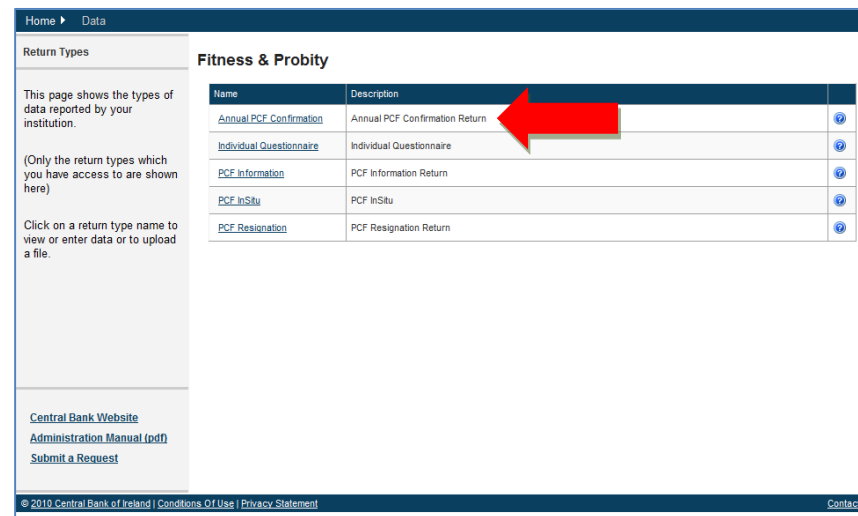 Home Data
Return Types
This page shows the types of
data reported by your
institution.
(Only the return types which
you have access to are shown
here)
Click on a return type name to
view or enter data or to upload
a file.
Central Bank Website
Administration Manual (pdf)
Submit a Request
Fitness & Probity
Name Description
Annual PCF Confirmation Annual PCF Confirmation Return
Individual Questionnaire Individual Questionnaire
PCF Information PCF Information Return
PCF InSitu PCF InSitu
PCF Resignation PCF Resignation Return
© 2010 Central Bank of Ireland | Conditions Of Use | Privacy Statement Contac